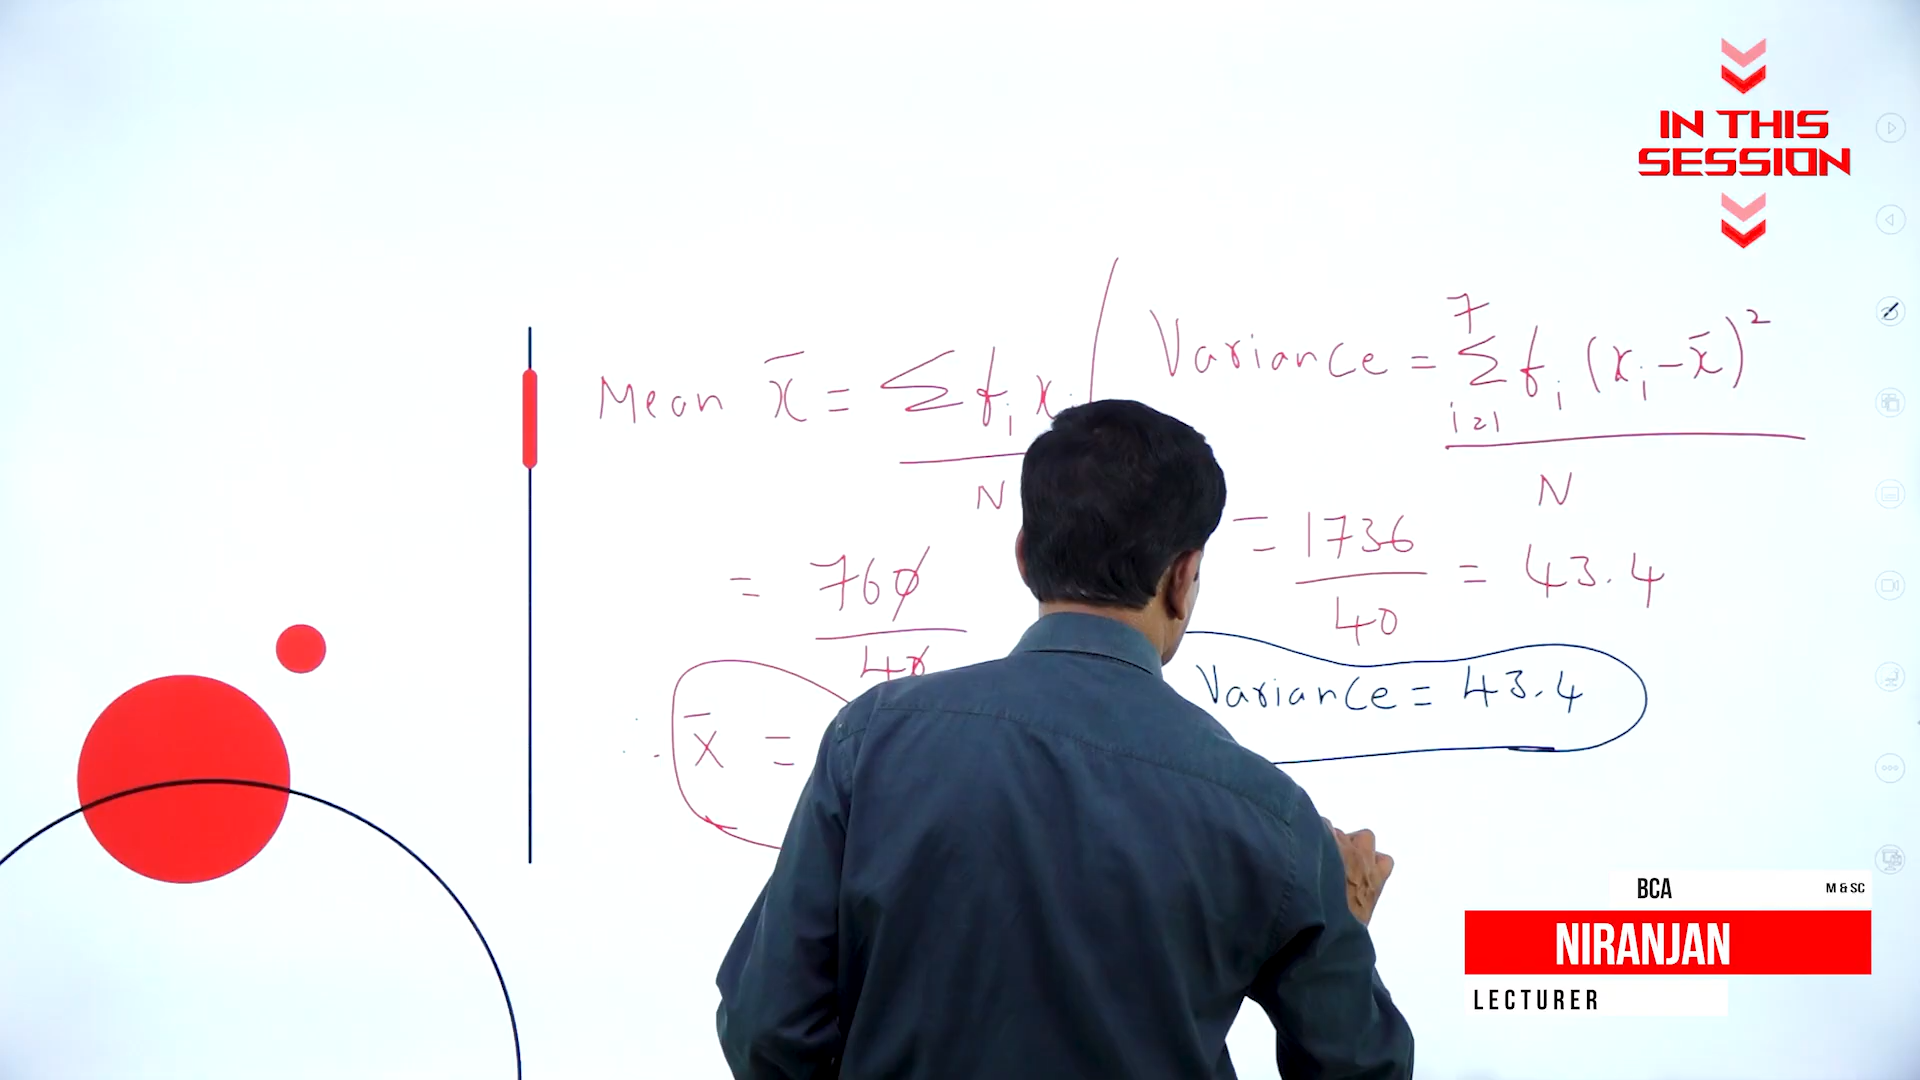 IN THIS
SESSION
Mean x̄ = Σ fᵢ x
N
= 760
40
∴ x̄ =
Variance = 7 Σ i=1 fᵢ (xᵢ - x̄)²
N
= 1736
40
= 43.4
Variance = 43.4
BCA M & SC
NIRANJAN
LECTURER